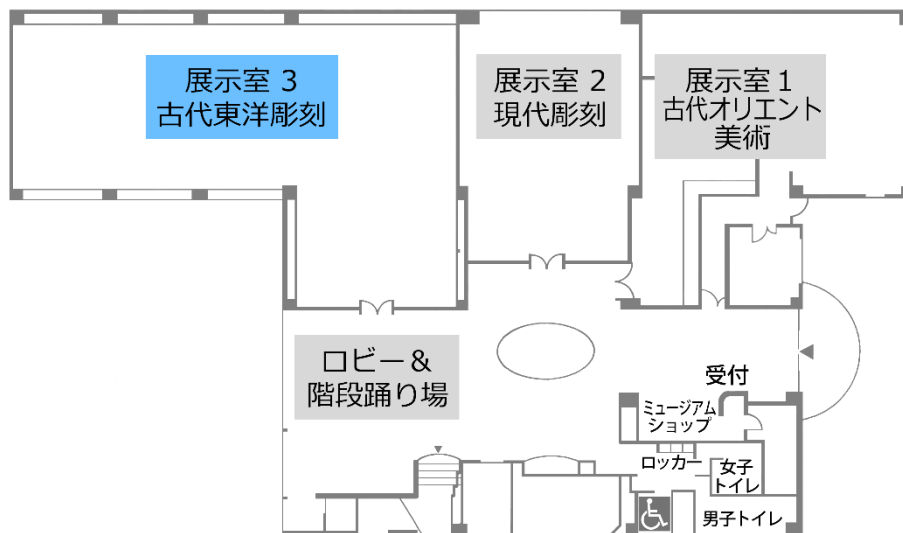 展示室 3
古代東洋彫刻
展示室 2
現代彫刻
展示室 1
古代オリエント
美術
ロビー＆
階段踊り場
受付
ミュージアム
ショップ
ロッカー
女子
トイレ
男子トイレ